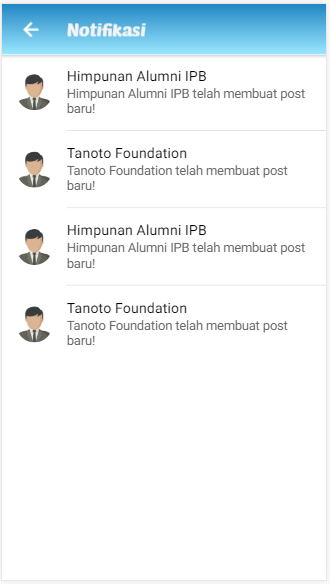 Notifikasi
Himpunan Alumni IPB
Himpunan Alumni IPB telah membuat post
baru!
Tanoto Foundation
Tanoto Foundation telah membuat post
baru!
Himpunan Alumni IPB
Himpunan Alumni IPB telah membuat post
baru!
Tanoto Foundation
Tanoto Foundation telah membuat post
baru!